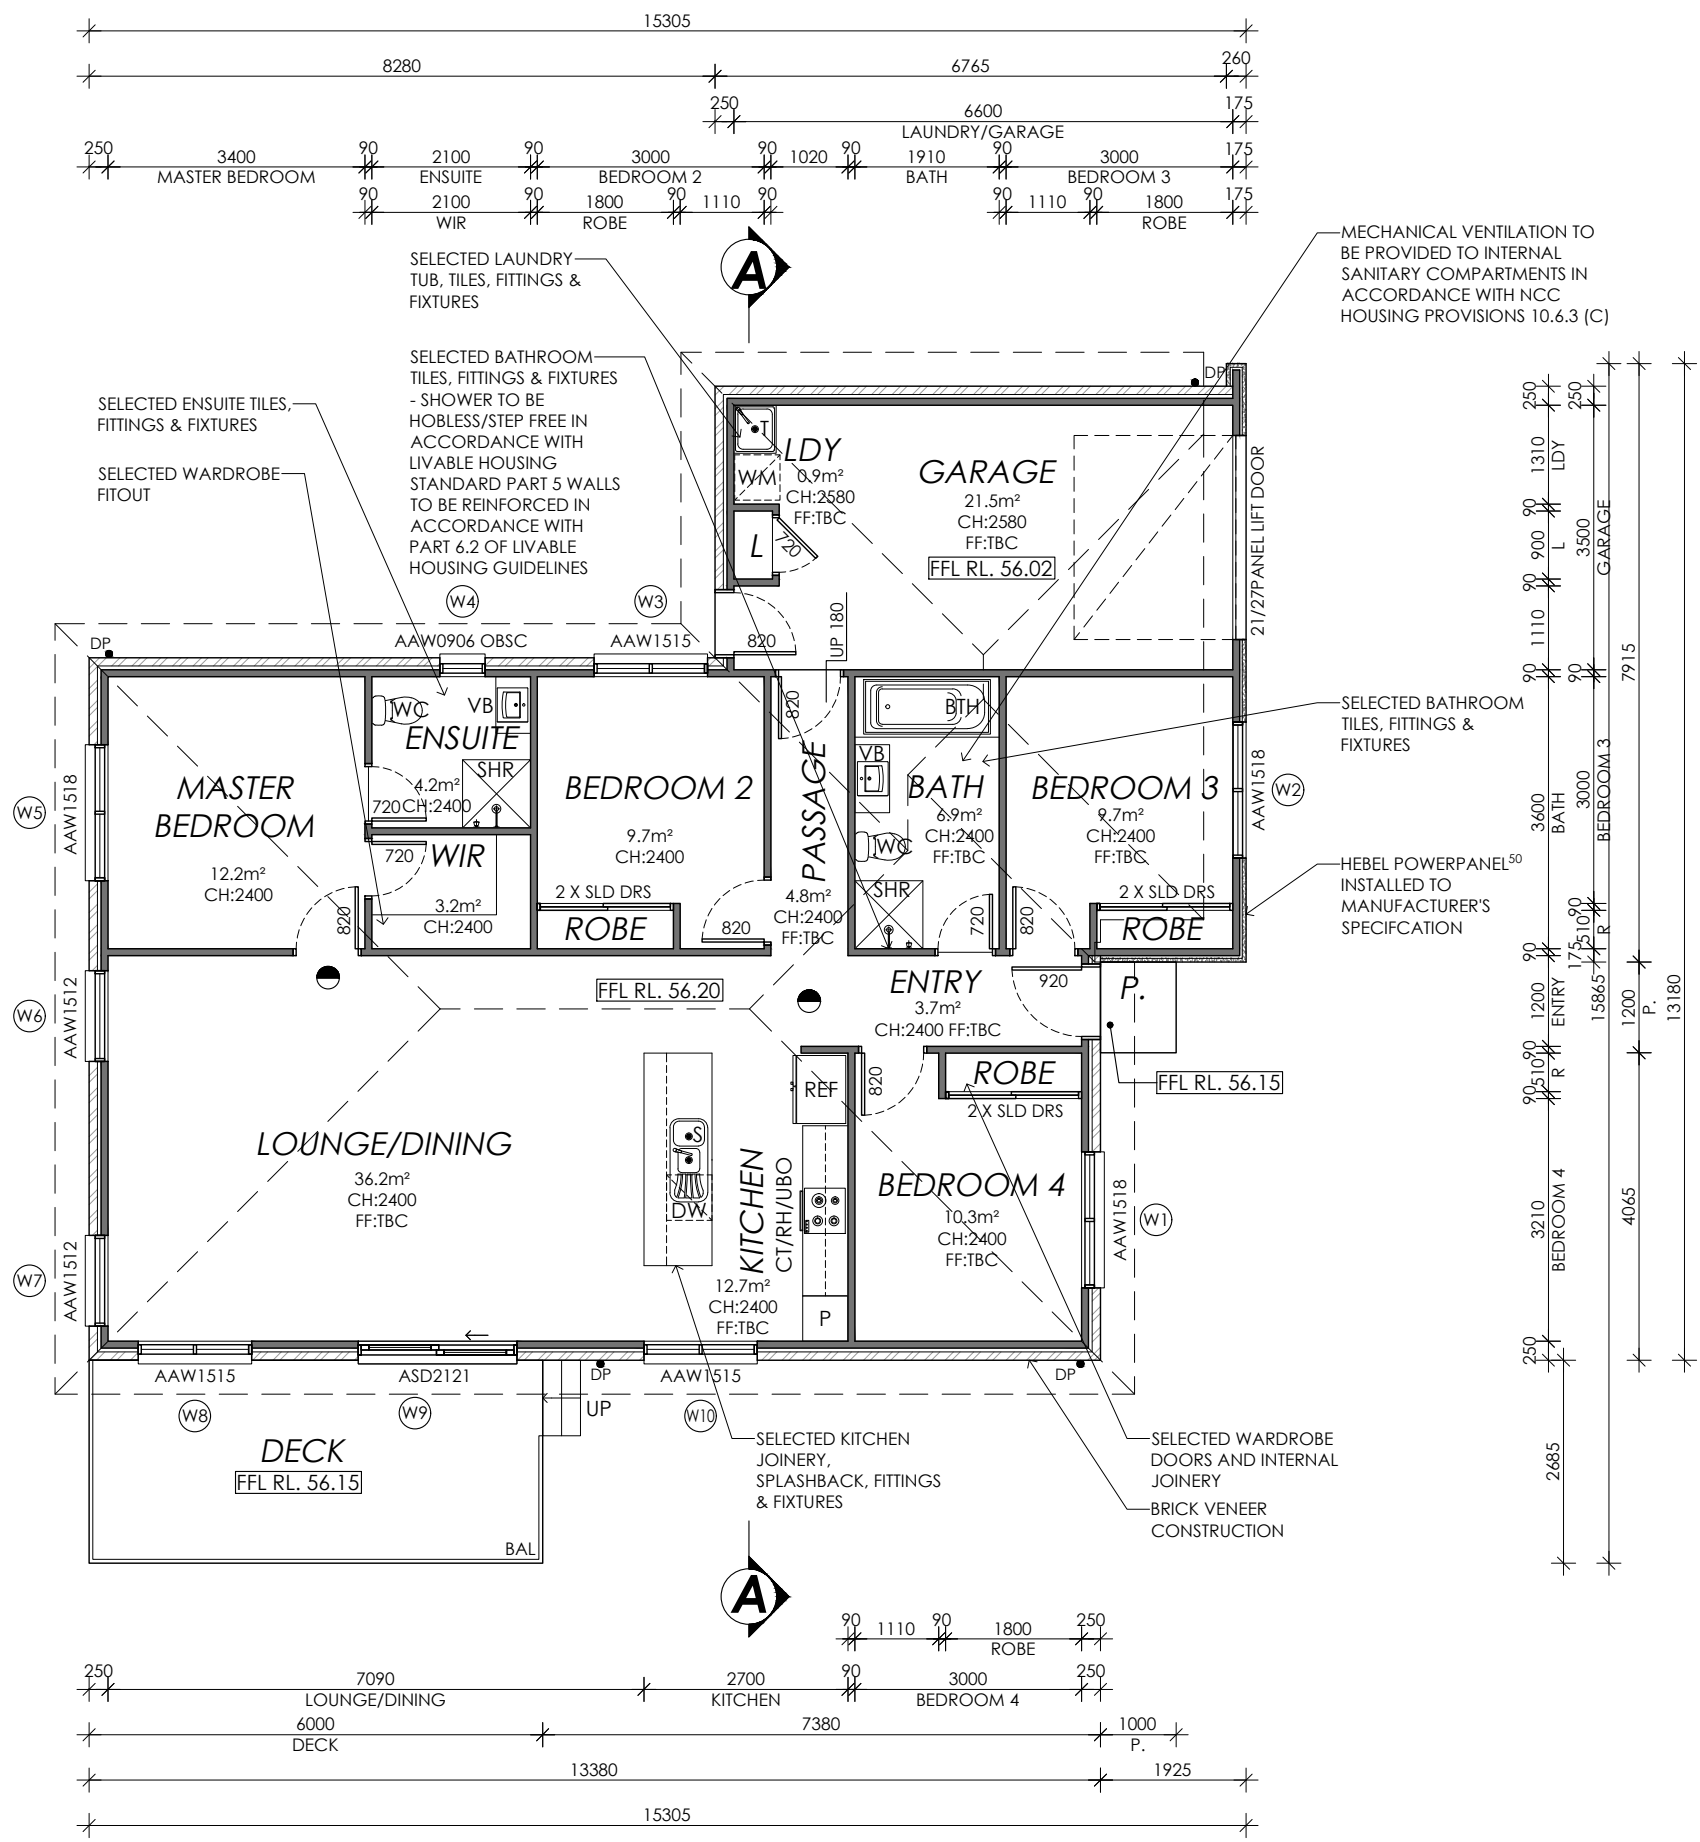 15305
8280
6765
260
250
6600
175
LAUNDRY/GARAGE
250
3400
90
2100
90
3000
90
1020
90
1910
90
3000
175
MASTER BEDROOM
ENSUITE
BEDROOM 2
BATH
BEDROOM 3
90
2100
90
1800
90
1110
90
90
1110
90
1800
175
WIR
ROBE
ROBE
A
SELECTED LAUNDRY
TUB, TILES, FITTINGS &
FIXTURES
MECHANICAL VENTILATION TO
BE PROVIDED TO INTERNAL
SANITARY COMPARTMENTS IN
ACCORDANCE WITH NCC
HOUSING PROVISIONS 10.6.3 (C)
SELECTED BATHROOM
TILES, FITTINGS & FIXTURES
- SHOWER TO BE
HOBLESS/STEP FREE IN
ACCORDANCE WITH
LIVABLE HOUSING
STANDARD PART 5 WALLS
TO BE REINFORCED IN
ACCORDANCE WITH
PART 6.2 OF LIVABLE
HOUSING GUIDELINES
SELECTED ENSUITE TILES,
FITTINGS & FIXTURES
SELECTED WARDROBE
FITOUT
DP
T
WM
LDY
0.9m²
CH:2580
FF:TBC
L
720
GARAGE
21.5m²
CH:2580
FF:TBC
FFL RL. 56.02
21/27PANEL LIFT DOOR
820
UP 180
W4
W3
AAW0906 OBSC
AAW1515
DP
MASTER
BEDROOM
12.2m²
CH:2400
820
WC
VB
ENSUITE
SHR
4.2m²
CH:2400
720
720
WIR
3.2m²
CH:2400
BEDROOM 2
9.7m²
CH:2400
2 X SLD DRS
ROBE
820
820
PASSAGE
4.8m²
CH:2400
FF:TBC
BTH
VB
BATH
6.9m²
CH:2400
FF:TBC
WC
SHR
720
BEDROOM 3
9.7m²
CH:2400
FF:TBC
2 X SLD DRS
ROBE
820
AAW1518
W5
AAW1518
W2
SELECTED BATHROOM
TILES, FITTINGS &
FIXTURES
HEBEL POWERPANEL⁵⁰
INSTALLED TO
MANUFACTURER'S
SPECIFCATION
W6
AAW1512
FFL RL. 56.20
ENTRY
3.7m²
CH:2400 FF:TBC
920
P.
FFL RL. 56.15
LOUNGE/DINING
36.2m²
CH:2400
FF:TBC
S
DW
REF
KITCHEN
CT/RH/UBO
12.7m²
CH:2400
FF:TBC
P
820
ROBE
2 X SLD DRS
BEDROOM 4
10.3m²
CH:2400
FF:TBC
AAW1518
W1
W7
AAW1512
AAW1515
ASD2121
DP
AAW1515
DP
W8
W9
UP
W10
DECK
FFL RL. 56.15
BAL
SELECTED KITCHEN
JOINERY,
SPLASHBACK, FITTINGS
& FIXTURES
SELECTED WARDROBE
DOORS AND INTERNAL
JOINERY
BRICK VENEER
CONSTRUCTION
A
250
1310
LDY
90
900
L
90
1110
90
3600
BATH
90
1200
ENTRY
90
510
R
90
3210
BEDROOM 4
250
2685
250
3500
GARAGE
90
3000
BEDROOM 3
90
510
R
175
15865
7915
1200
P.
4065
13180
90
1110
90
1800
250
ROBE
250
7090
2700
90
3000
250
LOUNGE/DINING
KITCHEN
BEDROOM 4
6000
7380
1000
DECK
P.
13380
1925
15305